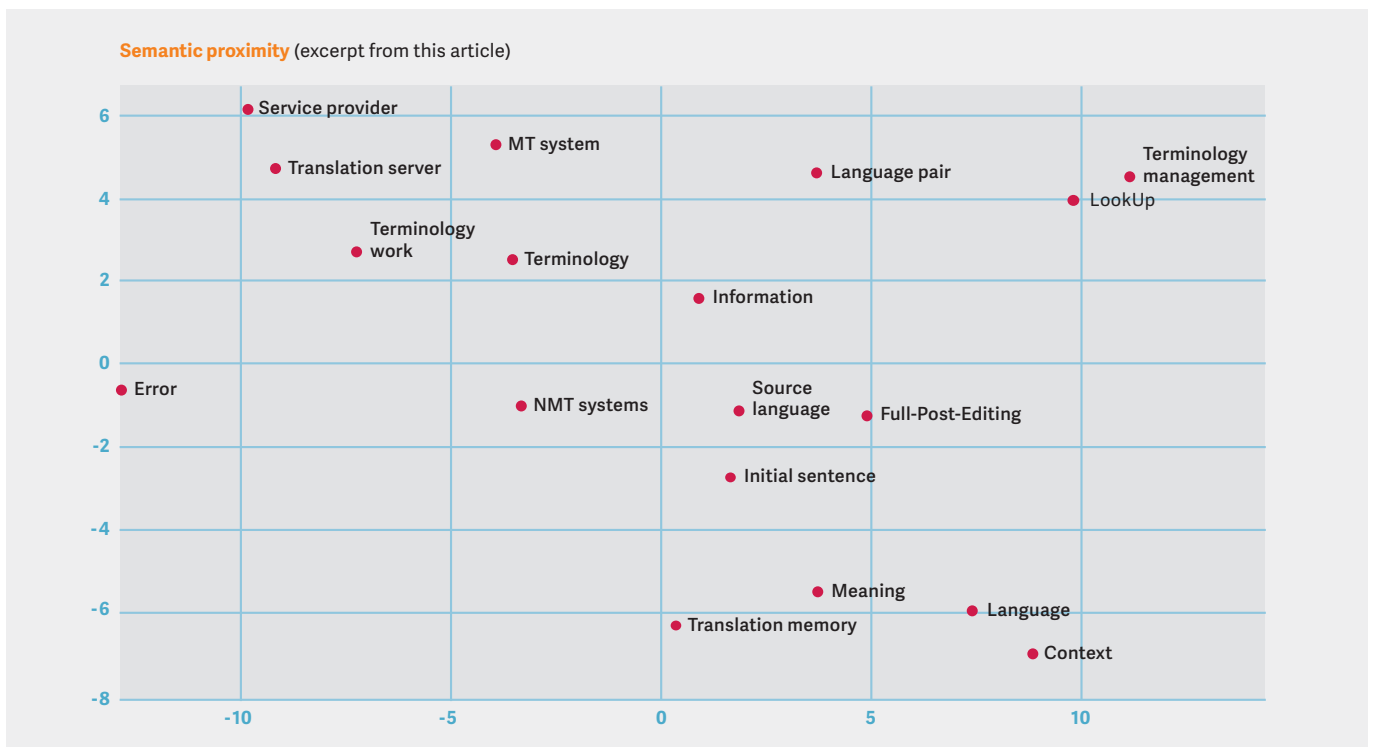 Semantic proximity (excerpt from this article)
6
Service provider
MT system
Translation server
Language pair
Terminology
management
4
LookUp
Terminology
work
Terminology
2
Information
0
Error
NMT systems
Source
language
Full-Post-Editing
-2
Initial sentence
-4
Meaning
-6
Language
Translation memory
Context
-8
-10
-5
0
5
10